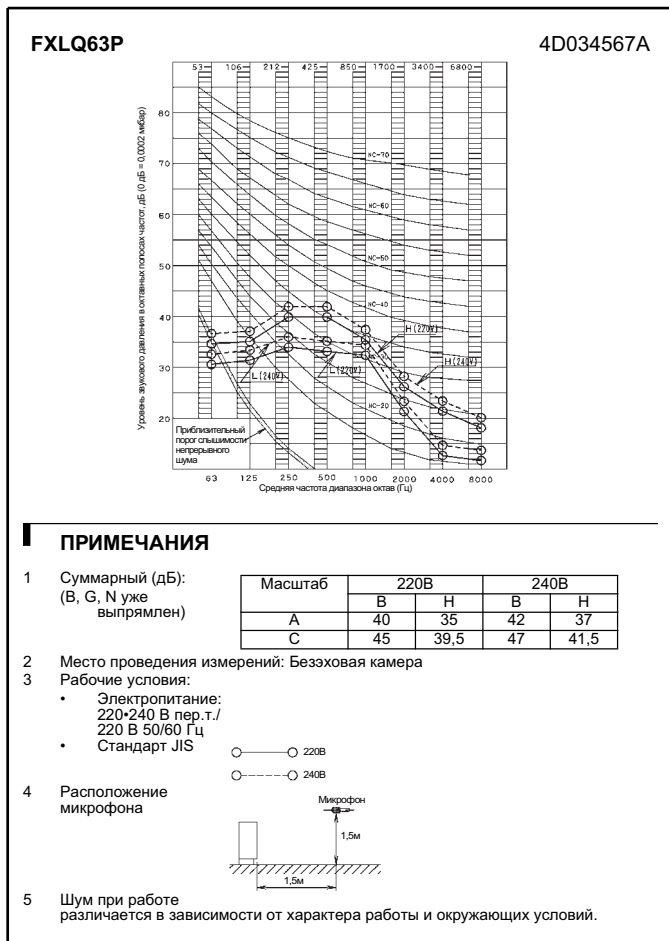 FXLQ63P
4D034567A
53 106 212 425 850 1700 3400 6800
Уровень звукового давления в октавных полосах частот, дБ (0 дБ = 0,0002 мкбар)
80
70
60
50
40
30
20
NC-70
NC-60
NC-50
NC-40
NC-20
H(220V)
H(240V)
L(240V)
L(220V)
Приблизительный
порог слышимости
непрерывного
шума
63 125 250 500 1000 2000 4000 8000
Средняя частота диапазона октав (Гц)
ПРИМЕЧАНИЯ
1 Суммарный (дБ):
(B, G, N уже
выпрямлен)
Масштаб 220В 240В
В Н В Н
A 40 35 42 37
C 45 39,5 47 41,5
2 Место проведения измерений: Безэховая камера
3 Рабочие условия:
• Электропитание:
220•240 В пер.т./
220 В 50/60 Гц
• Стандарт JIS
220В
240В
4 Расположение
микрофона
Микрофон
1,5м
1,5м
5 Шум при работе
различается в зависимости от характера работы и окружающих условий.